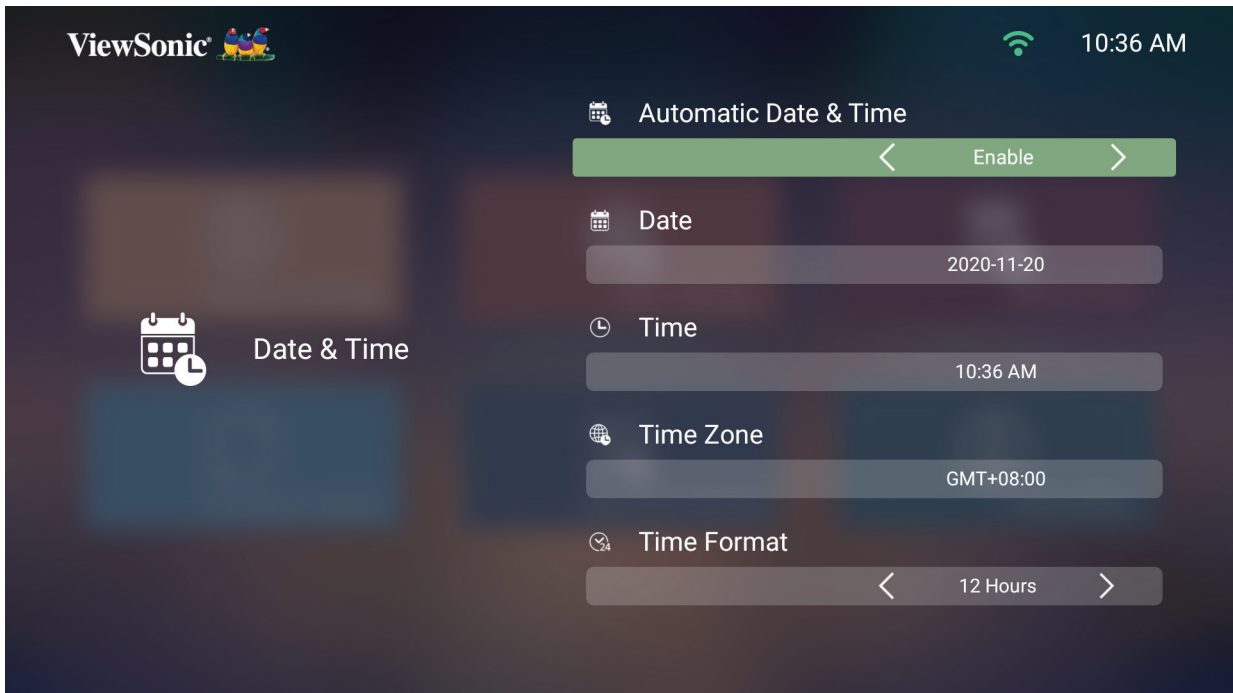 ViewSonic®
10:36 AM
Automatic Date & Time
Enable
Date
2020-11-20
Time
10:36 AM
Date & Time
Time Zone
GMT+08:00
Time Format
24
12 Hours